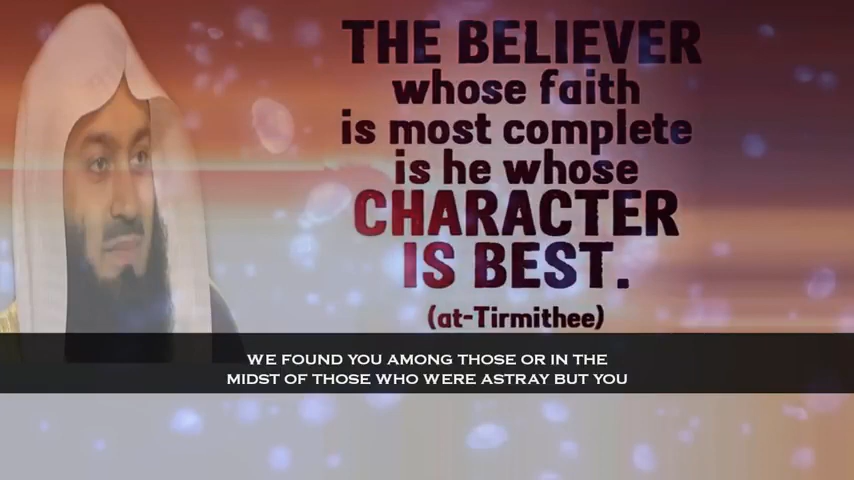 THE BELIEVER
whose faith
is most complete
is he whose
CHARACTER
IS BEST.
(at-Tirmithee)
WE FOUND YOU AMONG THOSE OR IN THE
MIDST OF THOSE WHO WERE ASTRAY BUT YOU